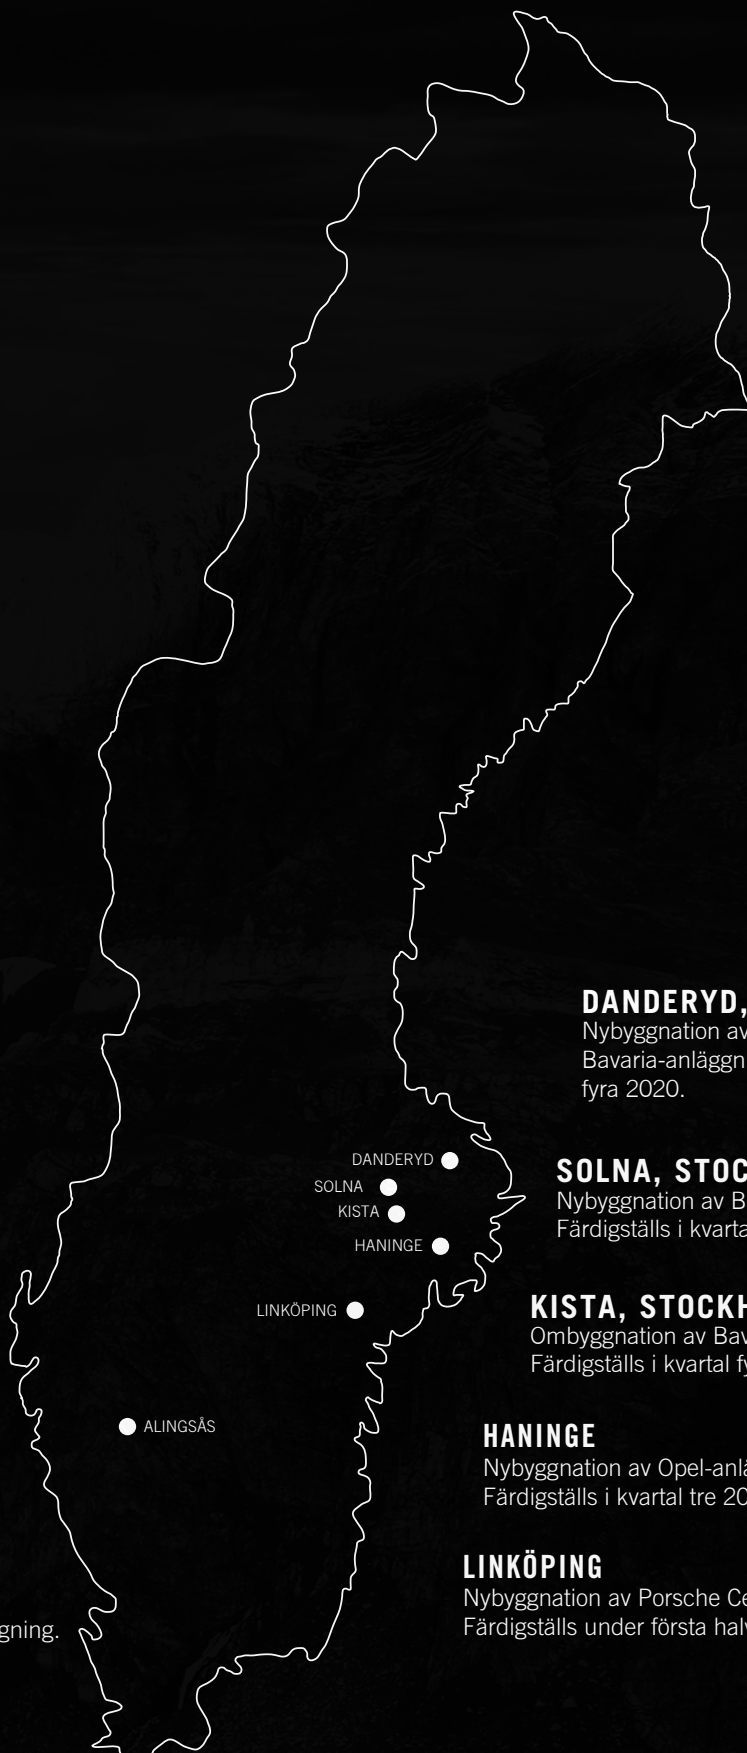 DANDERYD,
Nybyggnation av
Bavaria-anläggn
fyra 2020.
DANDERYD
SOLNA
KISTA
HANINGE
LINKÖPING
ALINGSÅS
SOLNA, STOC
Nybyggnation av B
Färdigställs i kvarta
KISTA, STOCKH
Ombyggnation av Bav
Färdigställs i kvartal fy
HANINGE
Nybyggnation av Opel-anlä
Färdigställs i kvartal tre 20
LINKÖPING
Nybyggnation av Porsche Ce
Färdigställs under första halv
gning.